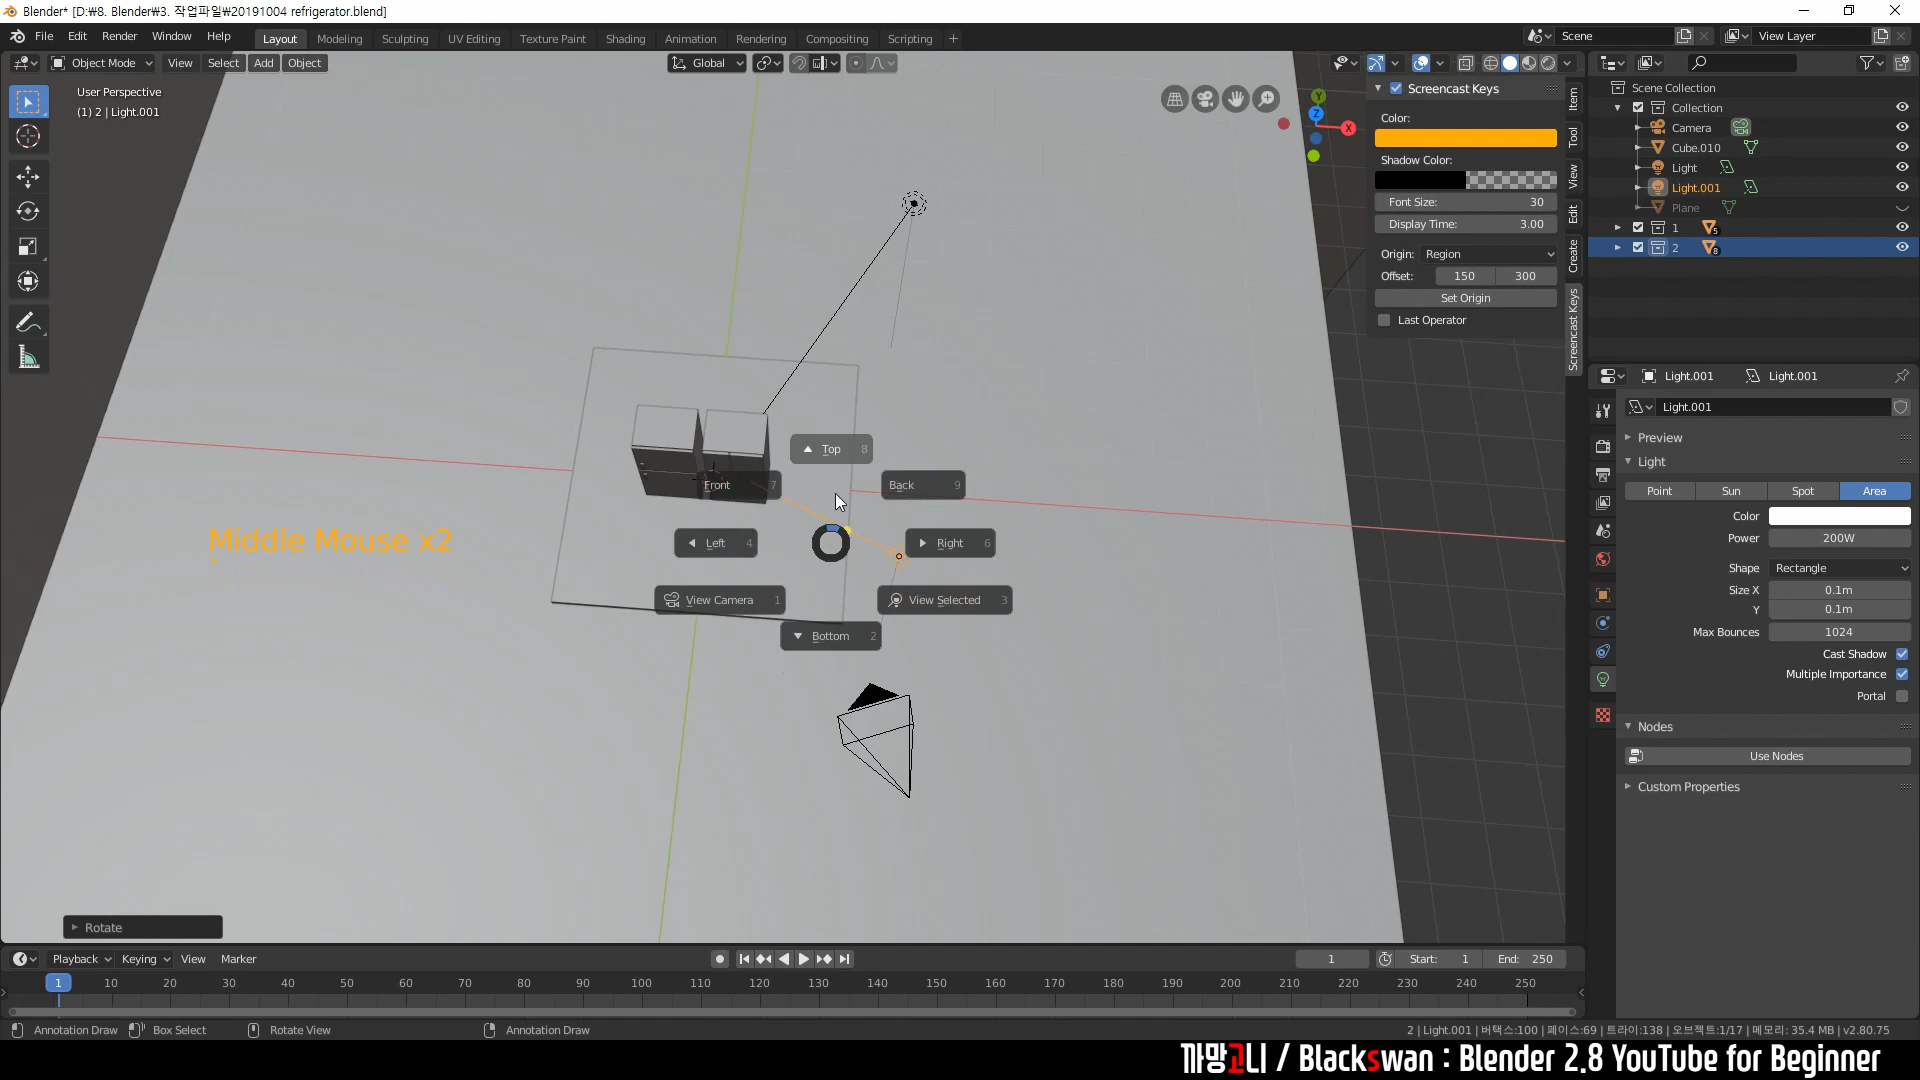 Blender* [D:₩8. Blender₩3. 작업파일₩20191004 refrigerator.blend]
File Edit Render Window Help
Layout Modeling Sculpting UV Editing Texture Paint Shading Animation Rendering Compositing Scripting +
Scene
View Layer
Object Mode View Select Add Object
Global
User Perspective
(1) 2 | Light.001
Y
Z
X
Screencast Keys
Color:
Shadow Color:
Font Size: 30
Display Time: 3.00
Origin: Region
Offset: 150 300
Set Origin
Last Operator
Item
Tool
View
Edit
Create
Screencast Keys
Scene Collection
Collection
Camera
Cube.010
Light
Light.001
Plane
1 5
2 8
Top 8
Front 7
Back 9
Left 4
Right 6
View Camera 1
View Selected 3
Bottom 2
Middle Mouse x2
Rotate
Light.001 Light.001
Light.001
Preview
Light
Point Sun Spot Area
Color
Power 200W
Shape Rectangle
Size X 0.1m
Y 0.1m
Max Bounces 1024
Cast Shadow
Multiple Importance
Portal
Nodes
Use Nodes
Custom Properties
Playback Keying View Marker
1
Start: 1
End: 250
1 10 20 30 40 50 60 70 80 90 100 110 120 130 140 150 160 170 180 190 200 210 220 230 240 250
Annotation Draw Box Select Rotate View Annotation Draw
2 | Light.001 | 버텍스:100 | 페이스:69 | 트라이:138 | 오브젝트:1/17 | 메모리: 35.4 MB | v2.80.75
까망고니 / Blackswan : Blender 2.8 YouTube for Beginner